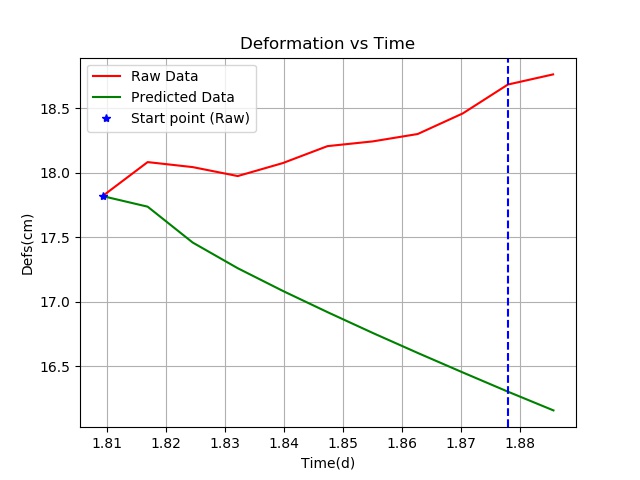 Deformation vs Time
Raw Data
Predicted Data
Start point (Raw)
Defs(cm)
18.5
18.0
17.5
17.0
16.5
1.81 1.82 1.83 1.84 1.85 1.86 1.87 1.88
Time(d)